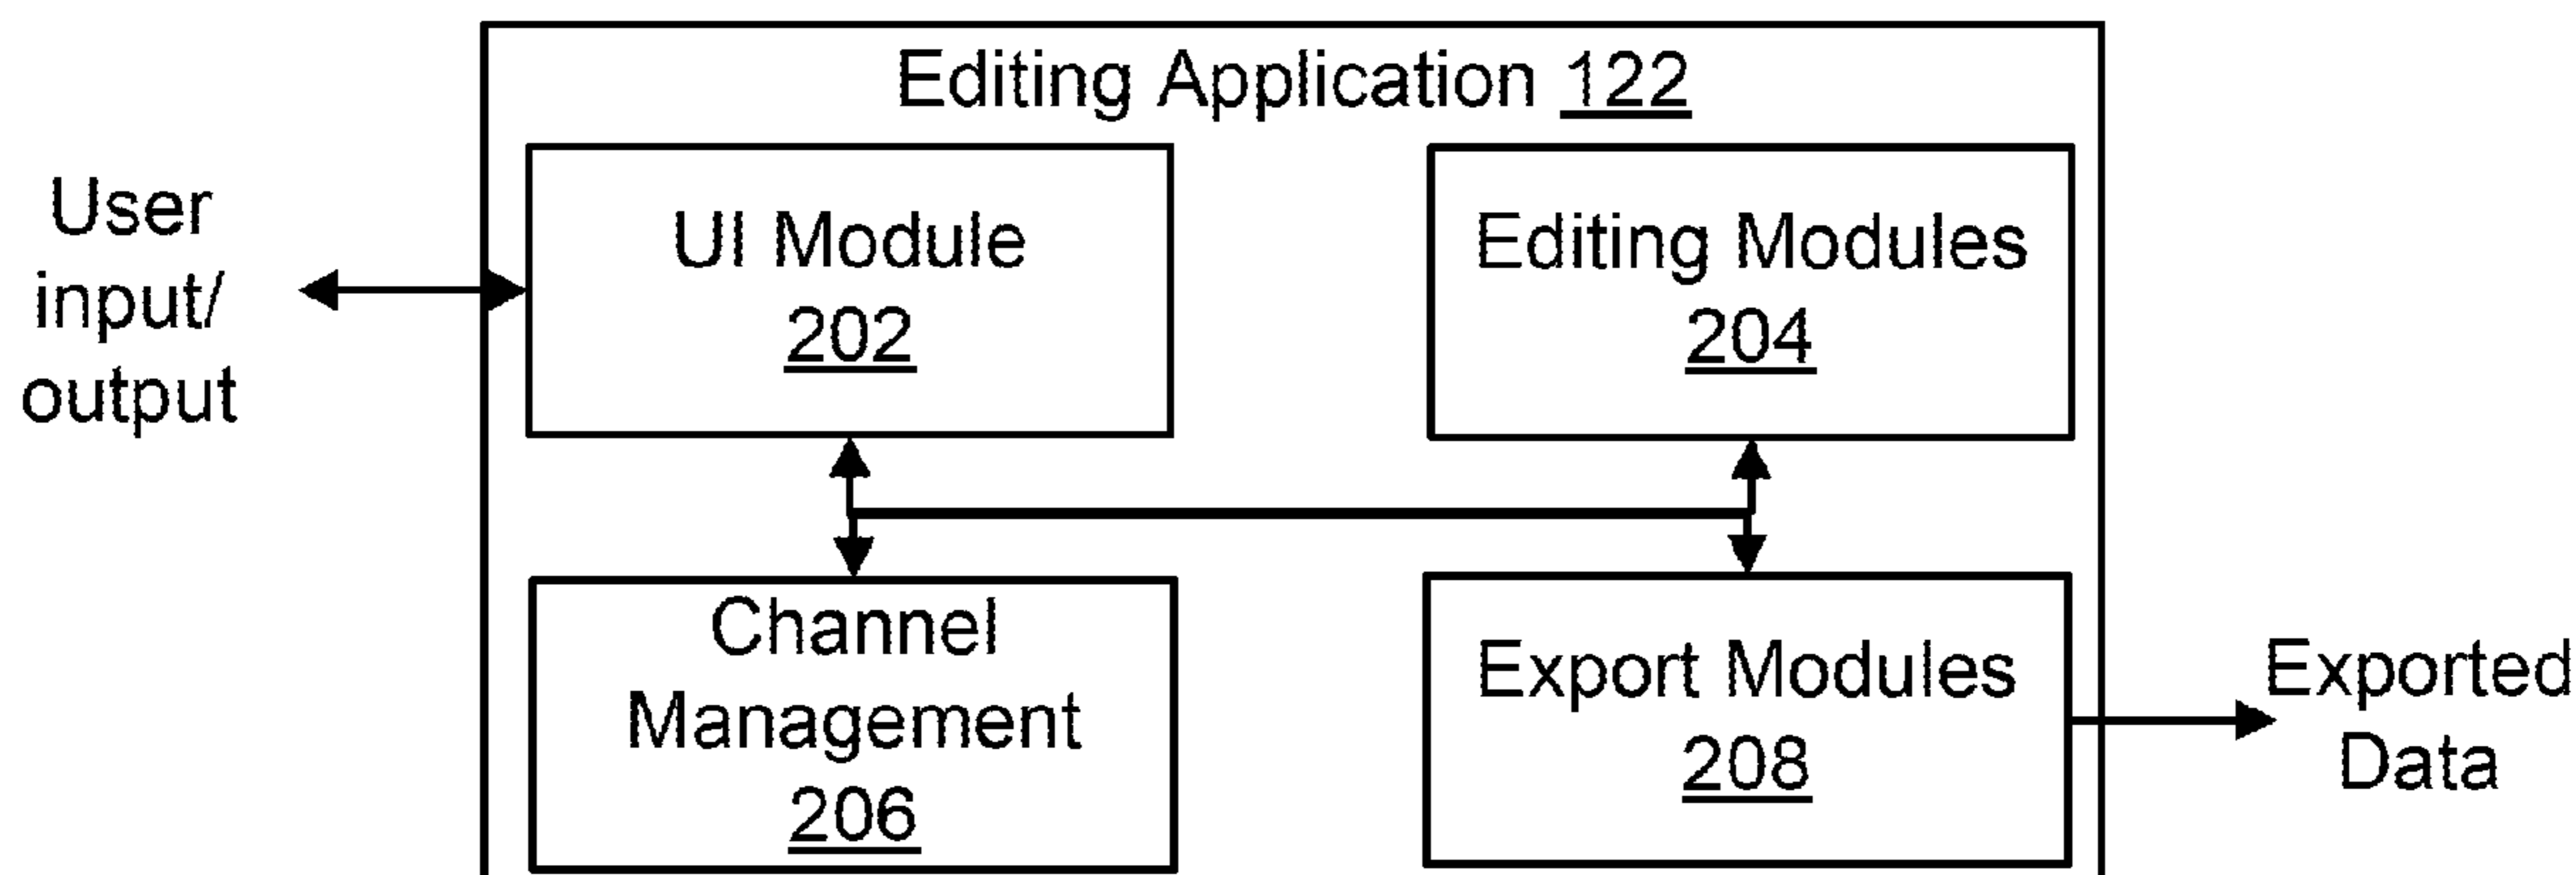 Editing Application 122
User
input/
output
UI Module
202
Editing Modules
204
Channel
Management
206
Export Modules
208
Exported
Data